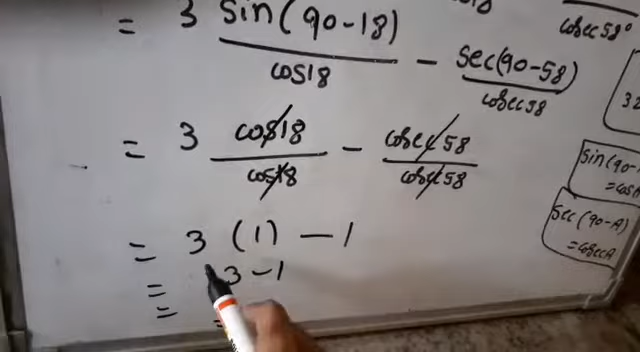 = 3 sin(90-18)/cos18 - sec(90-58)/cosec58
cosec58°
= 3 cos18/cos18 - cosec58/cosec58
= 3 (1) - 1
= 3 - 1
=
32
sin(90-
= cos
sec(90-A)
= cosecA